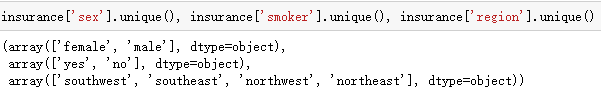 insurance['sex'].unique(), insurance['smoker'].unique(), insurance['region'].unique()
(array(['female', 'male'], dtype=object),
 array(['yes', 'no'], dtype=object),
 array(['southwest', 'southeast', 'northwest', 'northeast'], dtype=object))